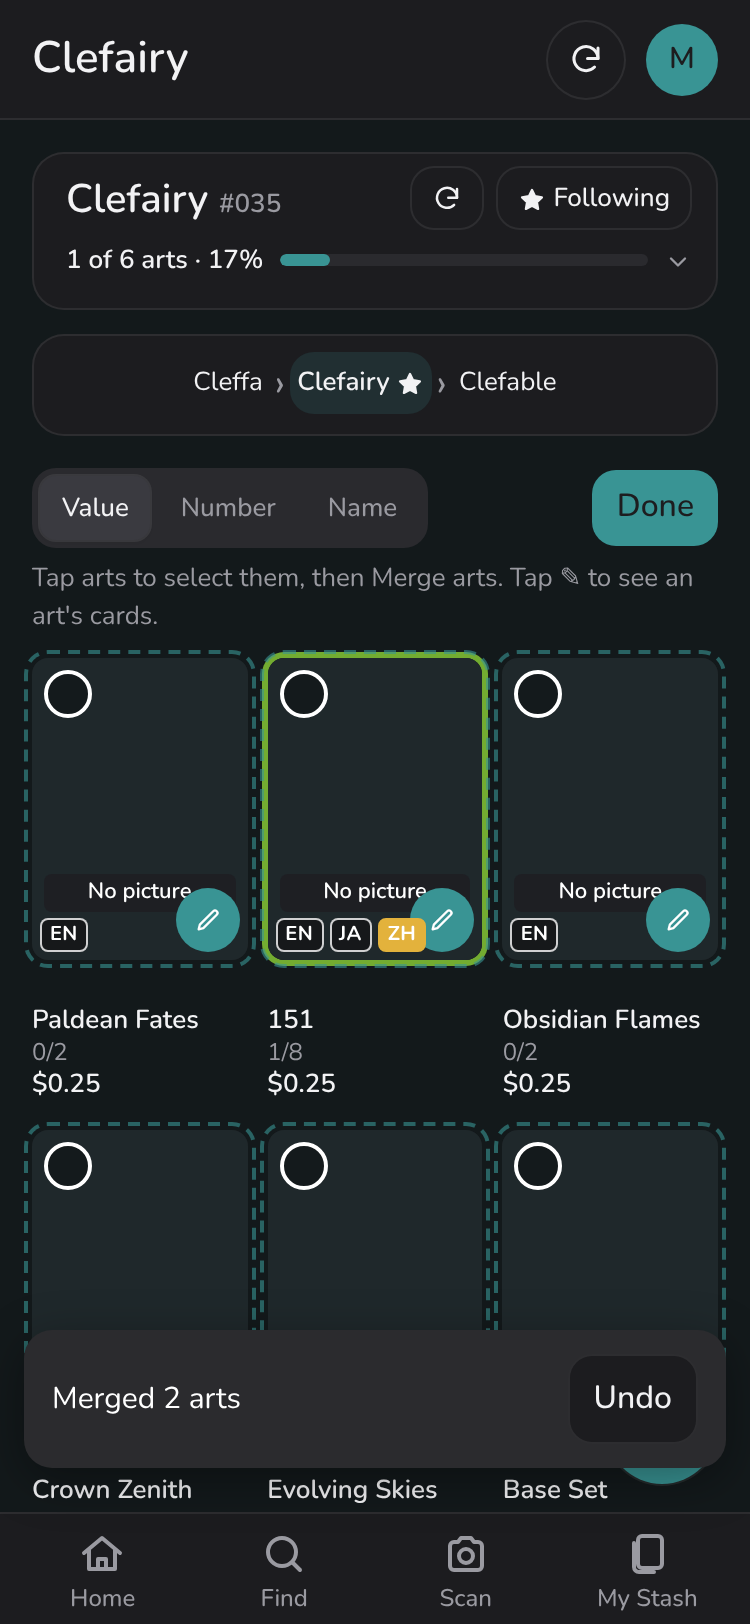 Clefairy
M
Clefairy #035
Following
1 of 6 arts · 17%
Cleffa › Clefairy ★ › Clefable
Value Number Name
Done
Tap arts to select them, then Merge arts. Tap ✎ to see an
art's cards.
No picture No picture No picture
EN EN JA ZH EN
Paldean Fates 151 Obsidian Flames
0/2 1/8 0/2
$0.25 $0.25 $0.25
Merged 2 arts
Undo
Crown Zenith Evolving Skies Base Set
Home Find Scan My Stash